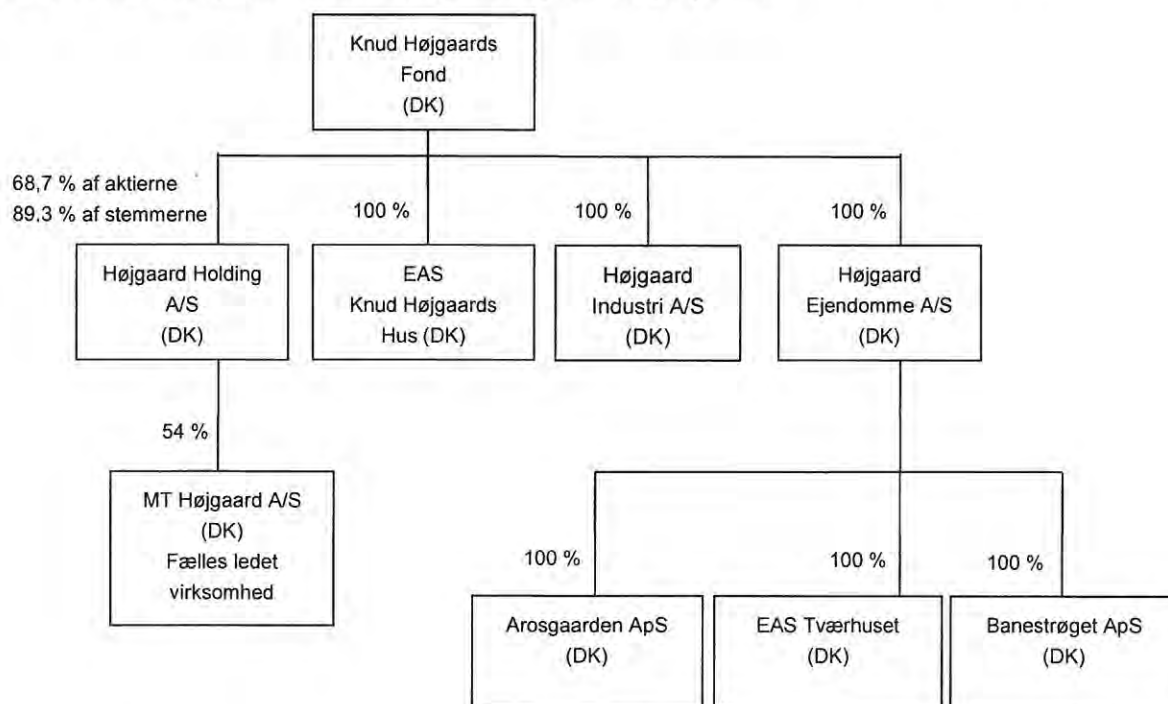 Knud Højgaards
Fond
(DK)
68,7 % af aktierne
89,3 % af stemmerne
100 %
100 %
100 %
Højgaard Holding
A/S
(DK)
EAS
Knud Højgaards
Hus (DK)
Højgaard
Industri A/S
(DK)
Højgaard
Ejendomme A/S
(DK)
54 %
MT Højgaard A/S
(DK)
Fælles ledet
virksomhed
100 %
100 %
100 %
Arosgaarden ApS
(DK)
EAS Tværhuset
(DK)
Banestrøget ApS
(DK)